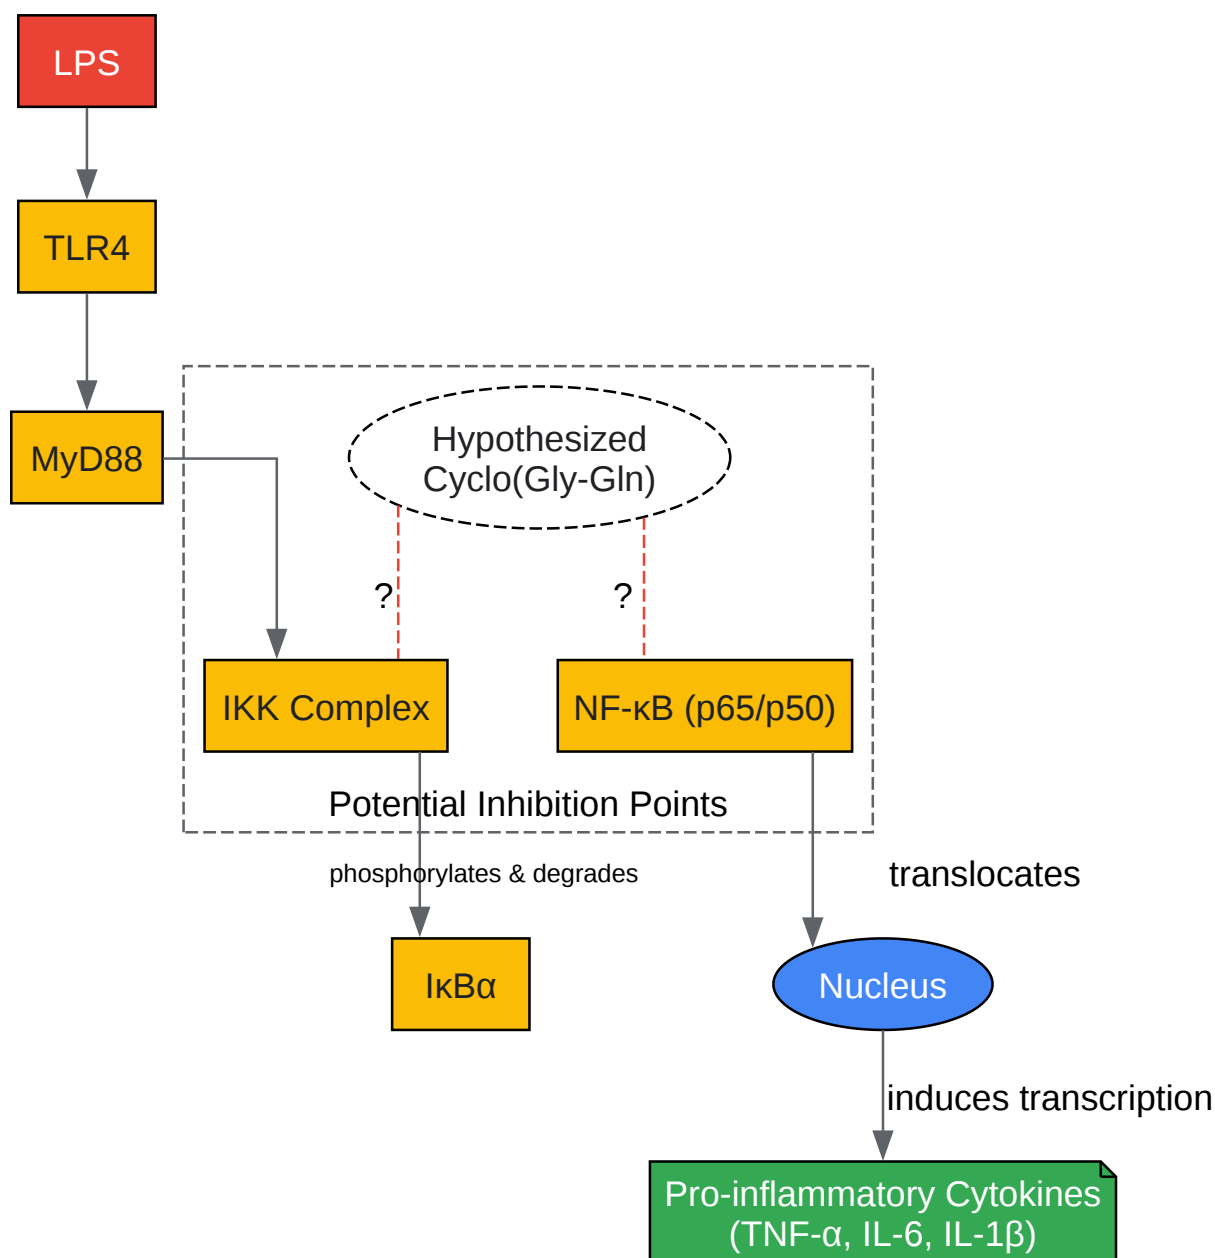 LPS
TLR4
MyD88
Hypothesized
Cyclo(Gly-Gln)
?
?
IKK Complex
NF-κB (p65/p50)
Potential Inhibition Points
phosphorylates & degrades
translocates
IκBα
Nucleus
induces transcription
Pro-inflammatory Cytokines
(TNF-α, IL-6, IL-1β)